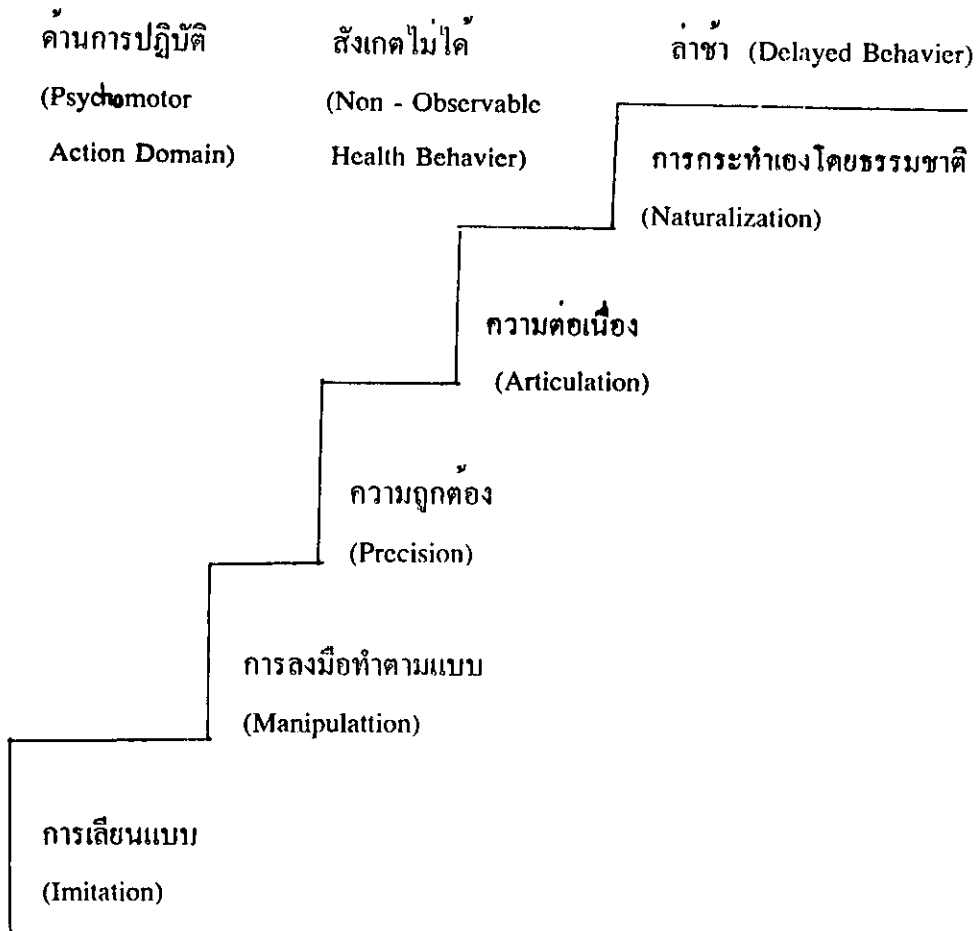 ด้านการปฏิบัติ สังเกตไม่ได้ ล่าช้า (Delayed Behavier)
(Psychomotor (Non - Observable
Action Domain) Health Behavier) การกระทำเองโดยธรรมชาติ
(Naturalization)
ความต่อเนื่อง
(Articulation)
ความถูกต้อง
(Precision)
การลงมือทำตามแบบ
(Manipulattion)
การเลียนแบบ
(Imitation)